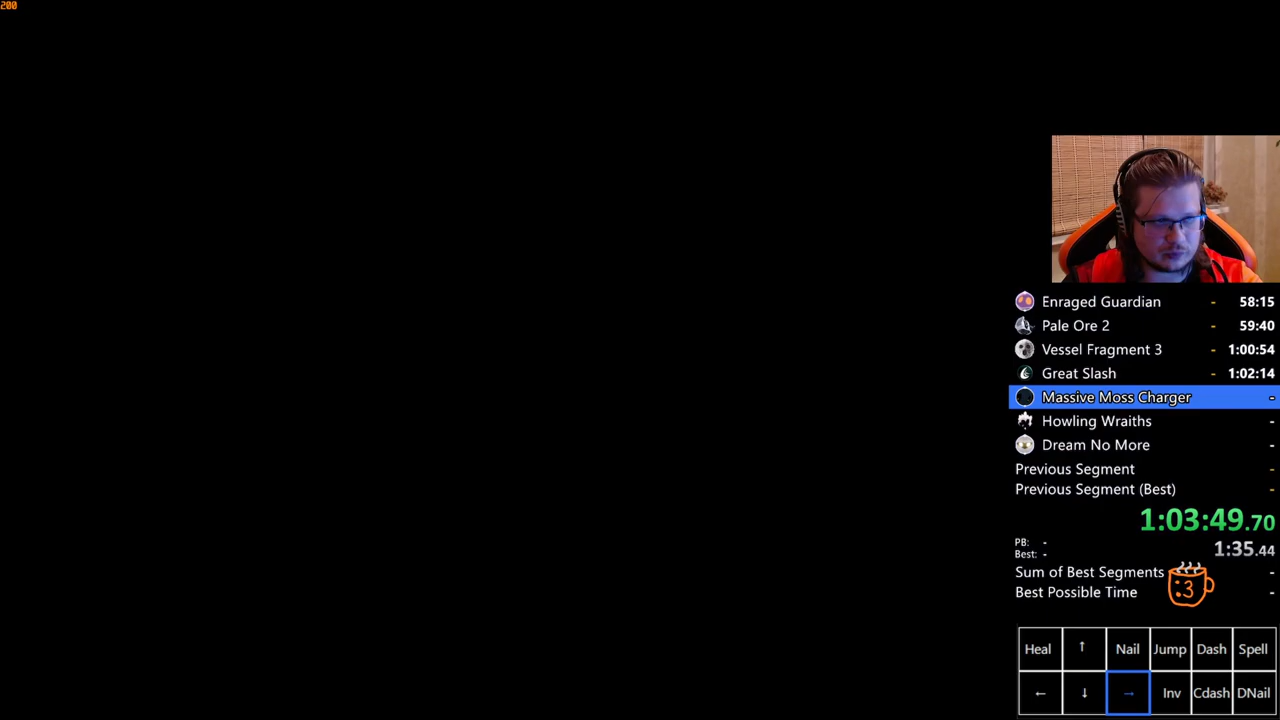 200
Enraged Guardian - 58:15
Pale Ore 2 - 59:40
Vessel Fragment 3 - 1:00:54
Great Slash - 1:02:14
Massive Moss Charger -
Howling Wraiths -
Dream No More -
Previous Segment -
Previous Segment (Best) -
1:03:49.70
PB: - 1:35.44
Best: -
Sum of Best Segments -
Best Possible Time -
:3
Heal ↑ Nail Jump Dash Spell
← ↓ → Inv Cdash DNail